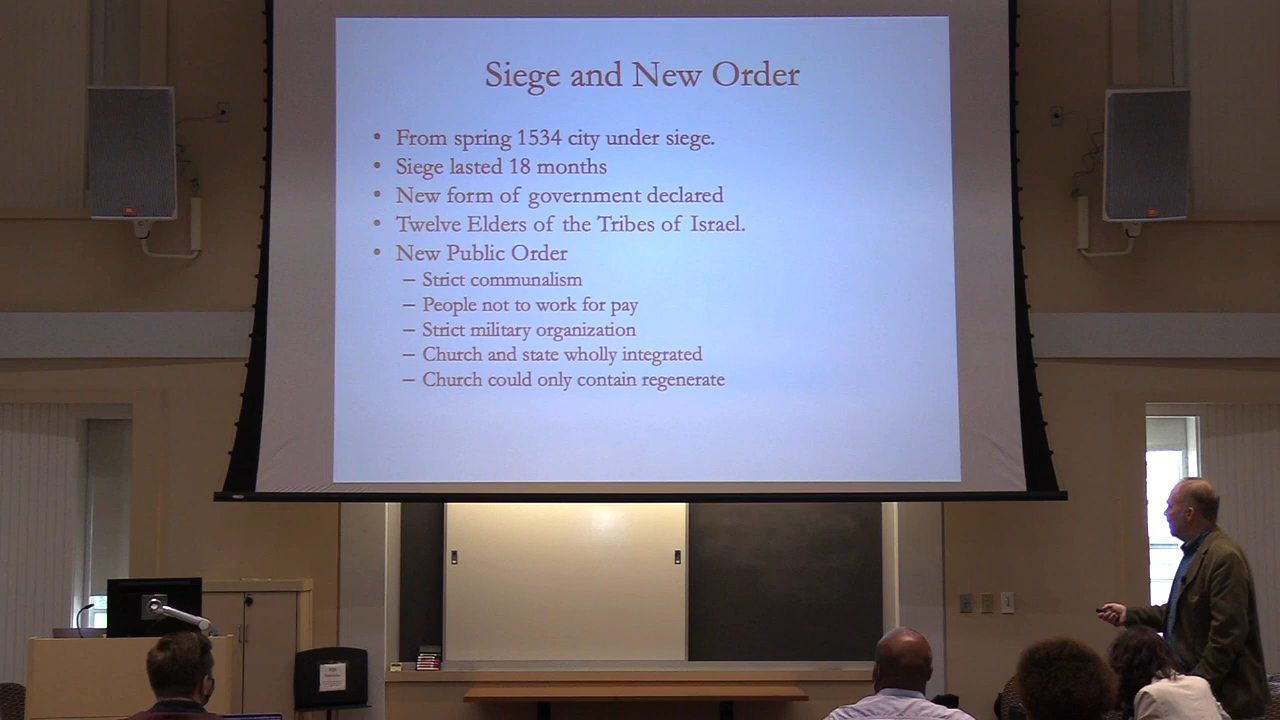 Siege and New Order
• From spring 1534 city under siege.
• Siege lasted 18 months
• New form of government declared
• Twelve Elders of the Tribes of Israel.
• New Public Order
– Strict communalism
– People not to work for pay
– Strict military organization
– Church and state wholly integrated
– Church could only contain regenerate